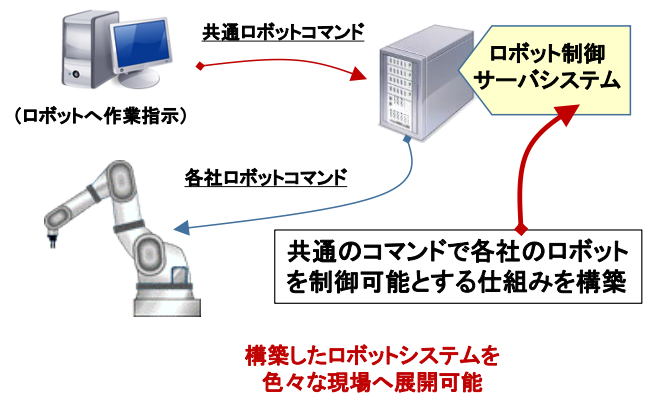 共通ロボットコマンド
ロボット制御
サーバシステム
(ロボットへ作業指示)
各社ロボットコマンド
共通のコマンドで各社のロボット
を制御可能とする仕組みを構築
構築したロボットシステムを
色々な現場へ展開可能